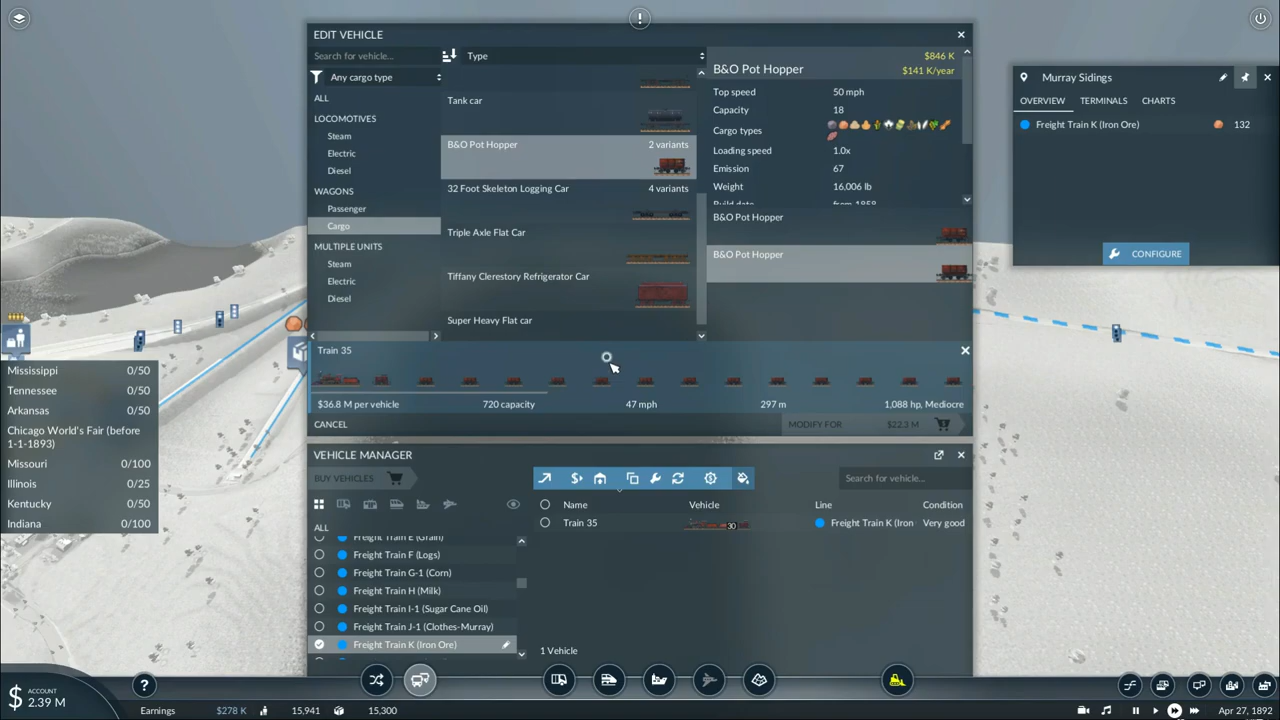 EDIT VEHICLE
Search for vehicle...
Type
Any cargo type
ALL
LOCOMOTIVES
Steam
Electric
Diesel
WAGONS
Passenger
Cargo
MULTIPLE UNITS
Steam
Electric
Diesel
Tank car
B&O Pot Hopper 2 variants
32 Foot Skeleton Logging Car 4 variants
Triple Axle Flat Car
Tiffany Clerestory Refrigerator Car
Super Heavy Flat car
$846 K
B&O Pot Hopper
$141 K/year
Top speed 50 mph
Capacity 18
Cargo types
Loading speed 1.0x
Emission 67
Weight 16,006 lb
Build date from 1858
B&O Pot Hopper
B&O Pot Hopper
Train 35
$36.8 M per vehicle 720 capacity 47 mph 297 m 1,088 hp, Mediocre
CANCEL
MODIFY FOR $22.3 M
Murray Sidings
OVERVIEW TERMINALS CHARTS
Freight Train K (Iron Ore) 132
CONFIGURE
Mississippi 0/50
Tennessee 0/50
Arkansas 0/50
Chicago World's Fair (before
1-1-1893)
Missouri 0/100
Illinois 0/25
Kentucky 0/50
Indiana 0/100
VEHICLE MANAGER
BUY VEHICLES
Search for vehicle...
ALL
Freight Train E (Grain)
Freight Train F (Logs)
Freight Train G-1 (Corn)
Freight Train H (Milk)
Freight Train I-1 (Sugar Cane Oil)
Freight Train J-1 (Clothes-Murray)
Freight Train K (Iron Ore)
Name Vehicle Line Condition
Train 35 30 Freight Train K (Iron Very good
1 Vehicle
ACCOUNT
$ 2.39 M
?
Earnings $278 K 15,941 15,300
Apr 27, 1892